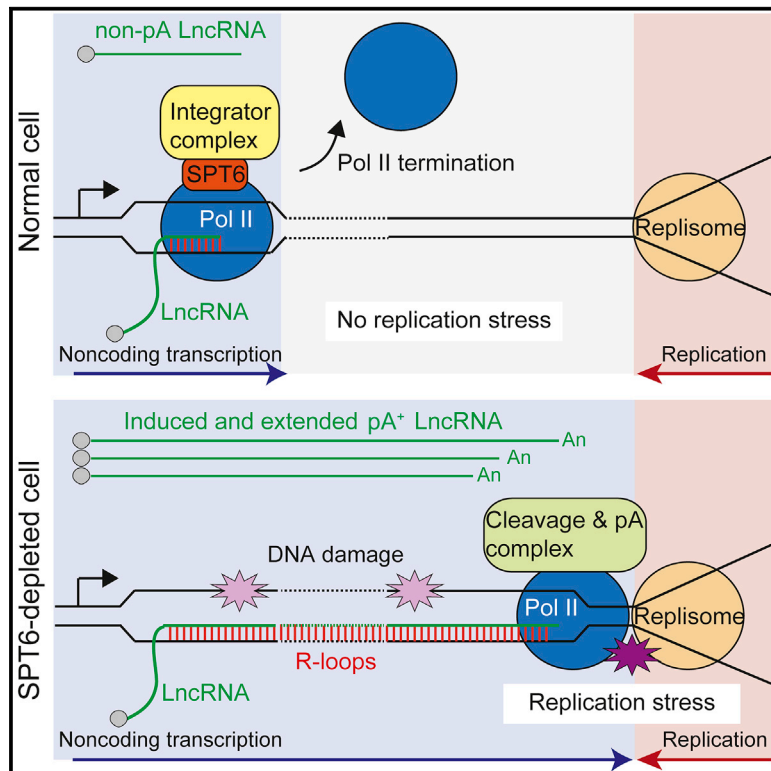 Normal cell
non-pA LncRNA
Integrator
complex
SPT6
Pol II termination
Pol II
Replisome
LncRNA
No replication stress
Noncoding transcription
Replication
SPT6-depleted cell
Induced and extended pA⁺ LncRNA
An
An
An
Cleavage & pA
complex
DNA damage
Pol II
Replisome
R-loops
LncRNA
Replication stress
Noncoding transcription
Replication